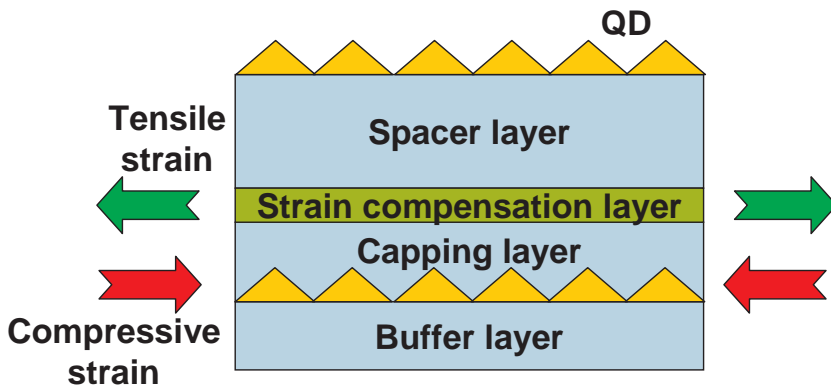 QD
Tensile
strain
Spacer layer
Strain compensation layer
Capping layer
Compressive
strain
Buffer layer